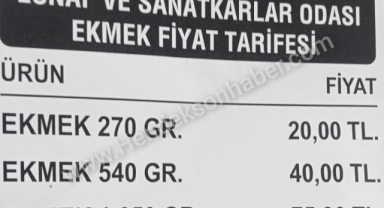 ESNAF VE SANATKARLAR ODASI
EKMEK FİYAT TARİFESİ
ÜRÜN FİYAT
EKMEK 270 GR. 20,00 TL.
EKMEK 540 GR. 40,00 TL.